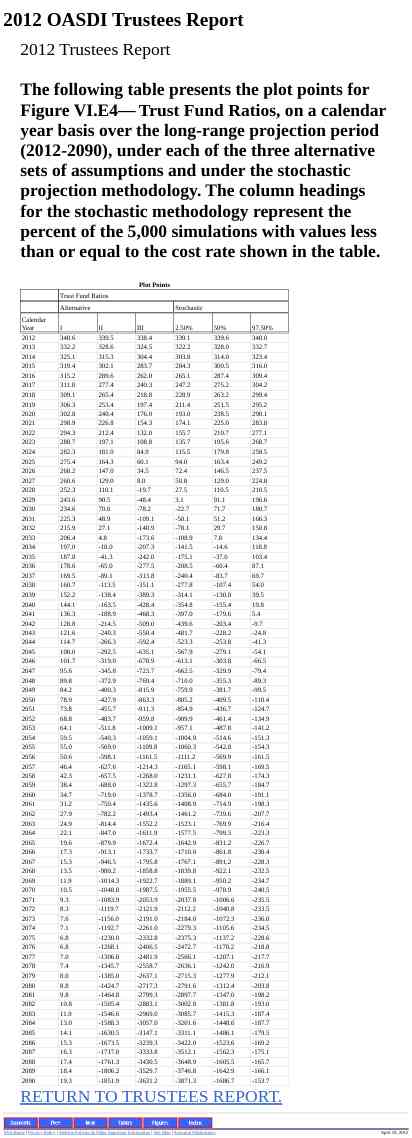 2012 OASDI Trustees Report
2012 Trustees Report
The following table presents the plot points for
Figure VI.E4— Trust Fund Ratios, on a calendar
year basis over the long-range projection period
(2012-2090), under each of the three alternative
sets of assumptions and under the stochastic
projection methodology. The column headings
for the stochastic methodology represent the
percent of the 5,000 simulations with values less
than or equal to the cost rate shown in the table.
Plot Points
Trust Fund Ratios
Alternative Stochastic
Calendar
Year I II III 2.50% 50% 97.50%
2012 340.6 339.5 338.4 339.1 339.6 340.0
2013 332.2 328.6 324.5 322.2 328.0 332.7
2014 325.1 315.3 304.4 303.8 314.0 323.4
2015 319.4 302.1 283.7 284.3 300.5 316.0
2016 315.2 289.6 262.0 265.1 287.4 309.4
2017 311.8 277.4 240.3 247.2 275.2 304.2
2018 309.1 265.4 218.8 228.9 263.2 299.4
2019 306.3 253.4 197.4 211.4 251.5 295.2
2020 302.8 240.4 176.0 193.0 238.5 290.1
2021 298.9 226.8 154.3 174.1 225.0 283.8
2022 294.3 212.4 132.0 155.7 210.7 277.1
2023 288.7 197.1 108.8 135.7 195.6 268.7
2024 282.3 181.0 84.9 115.5 179.8 258.5
2025 275.4 164.3 60.1 94.0 163.4 249.2
2026 268.2 147.0 34.5 72.4 146.5 237.5
2027 260.6 129.0 8.0 50.8 129.0 224.8
2028 252.3 110.1 -19.7 27.5 110.5 210.5
2029 243.6 90.5 -48.4 3.1 91.1 196.6
2030 234.6 70.6 -78.2 -22.7 71.7 180.7
2031 225.3 48.9 -109.1 -50.1 51.2 166.3
2032 215.9 27.1 -140.9 -78.1 29.7 150.8
2033 206.4 4.8 -173.6 -108.9 7.8 134.4
2034 197.0 -18.0 -207.3 -141.5 -14.6 118.8
2035 187.8 -41.3 -242.0 -175.1 -37.8 103.4
2036 178.6 -65.0 -277.5 -208.5 -60.4 87.1
2037 169.5 -89.1 -313.8 -240.4 -83.7 69.7
2038 160.7 -113.5 -351.1 -277.8 -107.4 54.0
2039 152.2 -138.4 -389.3 -314.1 -130.8 39.5
2040 144.1 -163.5 -428.4 -354.8 -155.4 19.8
2041 136.3 -188.9 -468.3 -397.0 -179.6 5.4
2042 128.8 -214.5 -509.0 -439.6 -203.4 -9.7
2043 121.6 -240.3 -550.4 -481.7 -228.2 -24.8
2044 114.7 -266.3 -592.4 -523.3 -253.8 -41.3
2045 108.0 -292.5 -635.1 -567.9 -279.1 -54.1
2046 101.7 -319.0 -678.9 -613.1 -303.8 -66.5
2047 95.6 -345.8 -723.7 -662.5 -329.9 -79.4
2048 89.8 -372.9 -769.4 -710.0 -355.3 -89.3
2049 84.2 -400.3 -815.9 -759.2 -381.7 -99.5
2050 78.9 -427.9 -863.3 -805.2 -409.5 -110.4
2051 73.8 -455.7 -911.3 -854.9 -436.7 -124.7
2052 68.8 -483.7 -959.8 -909.9 -461.4 -134.9
2053 64.1 -511.8 -1009.1 -957.1 -487.8 -141.2
2054 59.5 -540.3 -1059.1 -1004.9 -514.6 -151.3
2055 55.0 -569.0 -1109.8 -1060.3 -542.8 -154.3
2056 50.6 -598.1 -1161.5 -1111.2 -569.9 -161.5
2057 46.4 -627.6 -1214.3 -1165.1 -598.1 -169.5
2058 42.3 -657.5 -1268.0 -1231.1 -627.8 -174.3
2059 38.4 -688.0 -1322.8 -1297.3 -655.7 -184.7
2060 34.7 -719.0 -1378.7 -1356.0 -684.0 -191.1
2061 31.2 -750.4 -1435.6 -1408.9 -714.9 -198.3
2062 27.9 -782.2 -1493.4 -1461.2 -739.6 -207.7
2063 24.9 -814.4 -1552.2 -1523.1 -769.9 -216.4
2064 22.1 -847.0 -1611.9 -1577.5 -799.5 -223.3
2065 19.6 -879.9 -1672.4 -1642.9 -831.2 -226.7
2066 17.3 -913.1 -1733.7 -1710.0 -861.8 -230.4
2067 15.3 -946.5 -1795.8 -1767.1 -891.2 -228.3
2068 13.5 -980.2 -1858.8 -1839.8 -922.1 -232.5
2069 11.9 -1014.3 -1922.7 -1889.1 -950.2 -234.7
2070 10.5 -1048.8 -1987.5 -1955.5 -978.9 -240.5
2071 9.3 -1083.9 -2053.9 -2037.8 -1006.6 -235.5
2072 8.3 -1119.7 -2121.9 -2112.2 -1040.8 -233.5
2073 7.6 -1156.0 -2191.0 -2184.0 -1072.3 -236.0
2074 7.1 -1192.7 -2261.0 -2279.3 -1105.6 -234.5
2075 6.8 -1230.0 -2332.8 -2375.3 -1137.2 -228.6
2076 6.8 -1268.1 -2406.5 -2472.7 -1170.2 -218.8
2077 7.0 -1306.8 -2481.9 -2566.1 -1207.1 -217.7
2078 7.4 -1345.7 -2558.7 -2636.1 -1242.0 -216.9
2079 8.0 -1385.0 -2637.1 -2715.3 -1277.9 -212.1
2080 8.8 -1424.7 -2717.3 -2791.6 -1312.4 -203.8
2081 9.8 -1464.8 -2799.3 -2897.7 -1347.0 -198.2
2082 10.8 -1505.4 -2883.1 -3002.8 -1381.8 -193.0
2083 11.9 -1546.6 -2969.0 -3085.7 -1415.3 -187.4
2084 13.0 -1588.3 -3057.0 -3201.6 -1448.0 -187.7
2085 14.1 -1630.5 -3147.1 -3311.1 -1486.1 -179.5
2086 15.3 -1673.5 -3239.3 -3422.0 -1523.6 -169.2
2087 16.3 -1717.0 -3333.8 -3512.1 -1562.3 -175.1
2088 17.4 -1761.3 -3430.5 -3648.9 -1605.5 -165.7
2089 18.4 -1806.2 -3529.7 -3746.8 -1642.9 -166.1
2090 19.3 -1851.9 -3631.2 -3871.3 -1686.7 -153.7
RETURN TO TRUSTEES REPORT.
Contents Prev Next Tables Figures Index
April 23, 2012